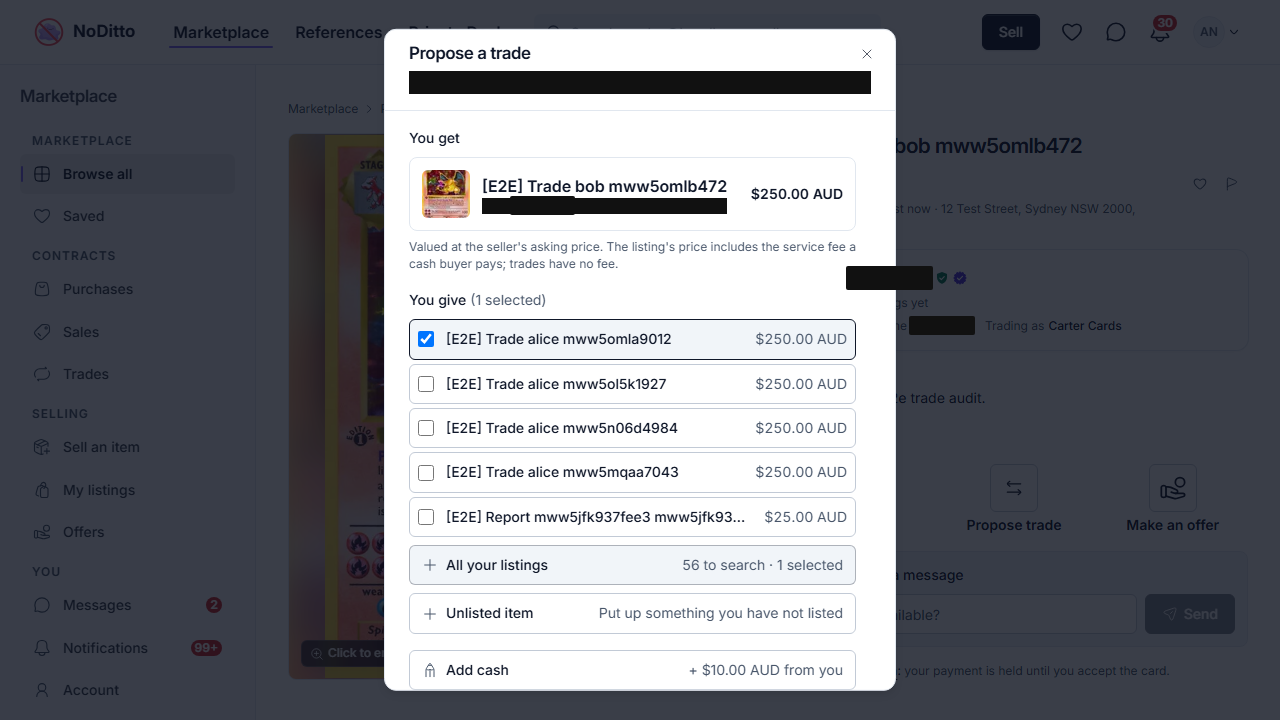 NoDitto
Marketplace
References
Sell
30
AN
Propose a trade
Marketplace
Marketplace
MARKETPLACE
Browse all
Saved
CONTRACTS
Purchases
Sales
Trades
SELLING
Sell an item
My listings
Offers
YOU
Messages
2
Notifications
99+
Account
You get
[E2E] Trade bob mww5omlb472
$250.00 AUD
Valued at the seller's asking price. The listing's price includes the service fee a
cash buyer pays; trades have no fee.
You give (1 selected)
[E2E] Trade alice mww5omla9012
$250.00 AUD
[E2E] Trade alice mww5ol5k1927
$250.00 AUD
[E2E] Trade alice mww5n06d4984
$250.00 AUD
[E2E] Trade alice mww5mqaa7043
$250.00 AUD
[E2E] Report mww5jfk937fee3 mww5jfk93...
$25.00 AUD
All your listings
56 to search · 1 selected
Unlisted item
Put up something you have not listed
Add cash
+ $10.00 AUD from you
Click to
bob mww5omlb472
now · 12 Test Street, Sydney NSW 2000,
yet
Trading as Carter Cards
trade audit.
Propose trade
Make an offer
message
Send
your payment is held until you accept the card.